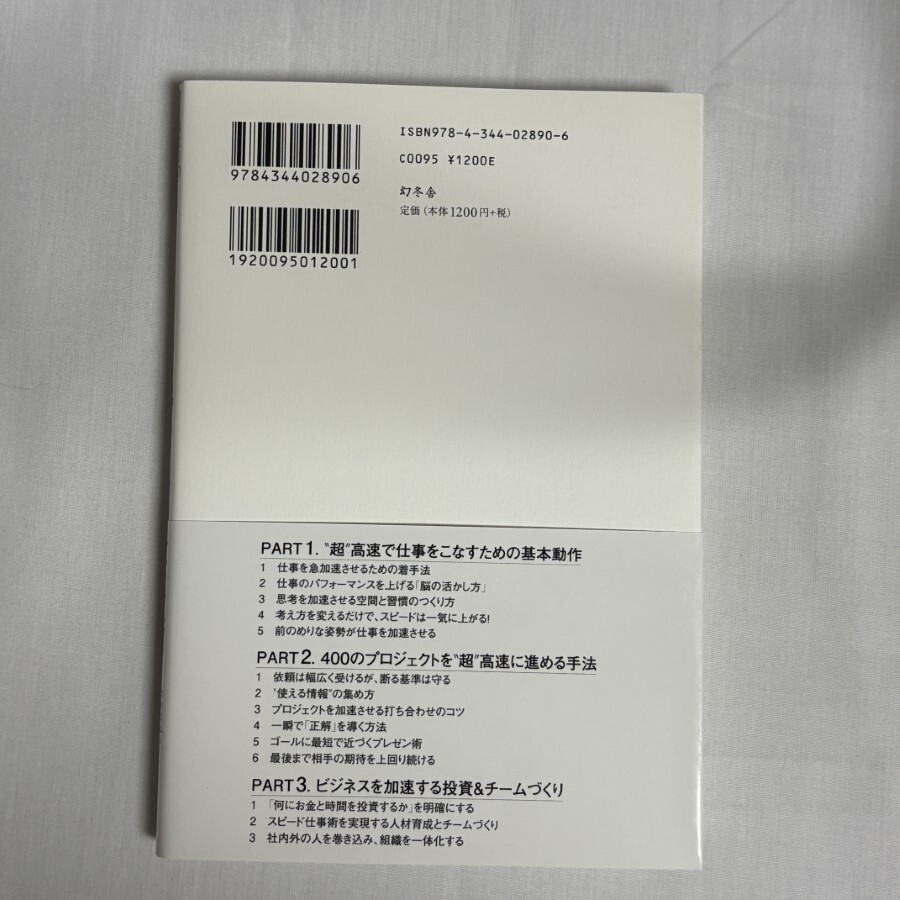 ISBN978-4-344-02890-6
C0095 ¥1200E
9784344028906
幻冬舎
定価(本体1200円+税)
1920095012001
PART1. "超"高速で仕事をこなすための基本動作
1 仕事を急加速させるための着手法
2 仕事のパフォーマンスを上げる「脳の活かし方」
3 思考を加速させる空間と習慣のつくり方
4 考え方を変えるだけで、スピードは一気に上がる!
5 前のめりな姿勢が仕事を加速させる
PART2. 400のプロジェクトを"超"高速に進める手法
1 依頼は幅広く受けるが、断る基準は守る
2 "使える情報"の集め方
3 プロジェクトを加速させる打ち合わせのコツ
4 一瞬で「正解」を導く方法
5 ゴールに最短で近づくプレゼン術
6 最後まで相手の期待を上回り続ける
PART3. ビジネスを加速する投資&チームづくり
1 「何にお金と時間を投資するか」を明確にする
2 スピード仕事術を実現する人材育成とチームづくり
3 社内外の人を巻き込み、組織を一体化する